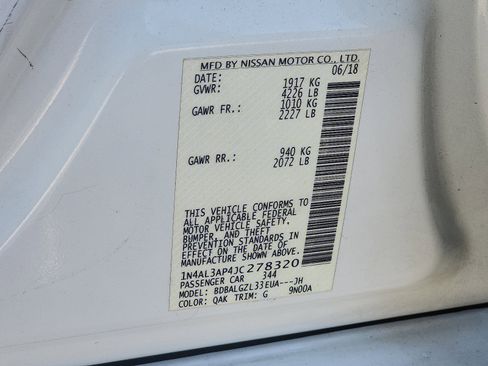 MFD BY NISSAN MOTOR CO., LTD.
DATE: 06/18
GVWR: 1917 KG
4226 LB
GAWR FR.: 1010 KG
2227 LB
GAWR RR.: 940 KG
2072 LB
THIS VEHICLE CONFORMS TO
ALL APPLICABLE FEDERAL
MOTOR VEHICLE SAFETY,
BUMPER, AND THEFT
PREVENTION STANDARDS IN
EFFECT ON THE DATE OF
MANUFACTURE SHOWN ABOVE.
1N4AL3AP4JC278320
PASSENGER CAR 344
MODEL: BDBALGZL33EUA---JH
COLOR: QAK TRIM: G 9N00A